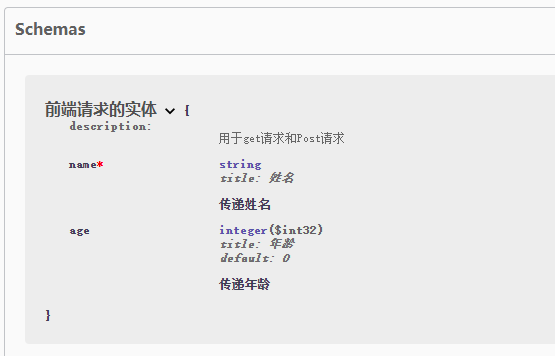 Schemas
前端请求的实体 {
description:
用于get请求和Post请求
name* string
title: 姓名
传递姓名
age integer($int32)
title: 年龄
default: 0
传递年龄
}